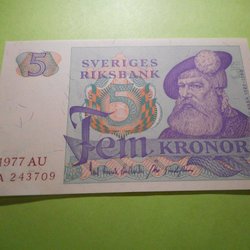 5
SVERIGES
RIKSBANK
5
Fem KRONOR
1977 AU
A 243709